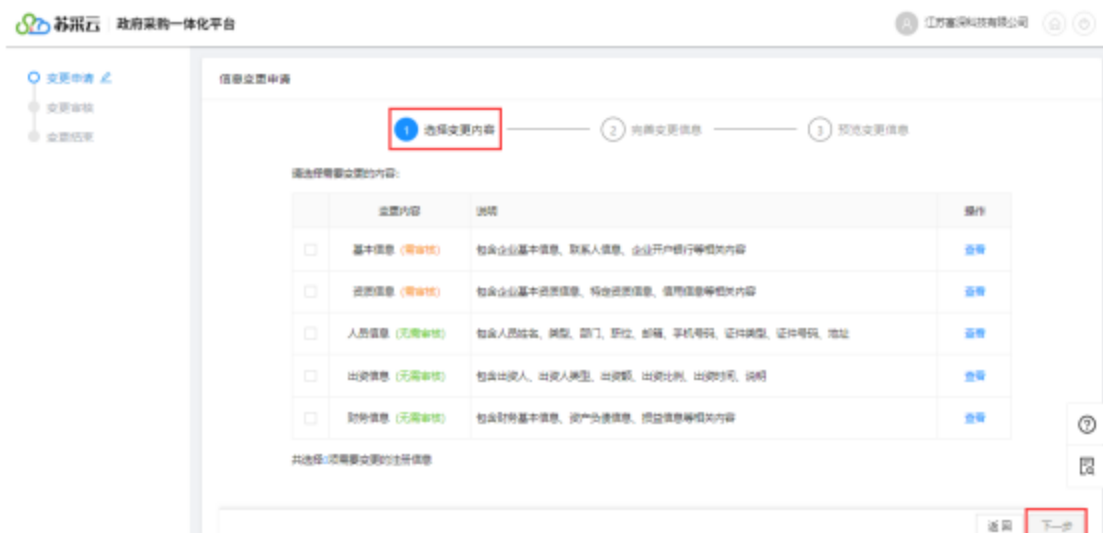 苏采云 政府采购一体化平台
变更申请
变更审核
变更结束
信息变更申请
1 选择变更内容
2 完善变更信息
3 预览变更信息
请选择需要变更的内容:
变更内容 说明 操作
基本信息 (需审核) 包含企业基本信息、联系人信息、企业开户银行等相关内容 查看
资质信息 (需审核) 包含企业基本资质信息、特定资质信息、信用信息等相关内容 查看
人员信息 (无需审核) 包含人员姓名、类型、部门、职位、邮箱、手机号码、证件类型、证件号码、地址 查看
出资信息 (无需审核) 包含出资人、出资人类型、出资额、出资比例、出资时间、说明 查看
财务信息 (无需审核) 包含财务基本信息、资产负债信息、损益信息等相关内容 查看
共选择0项需要变更的注册信息
返回 下一步